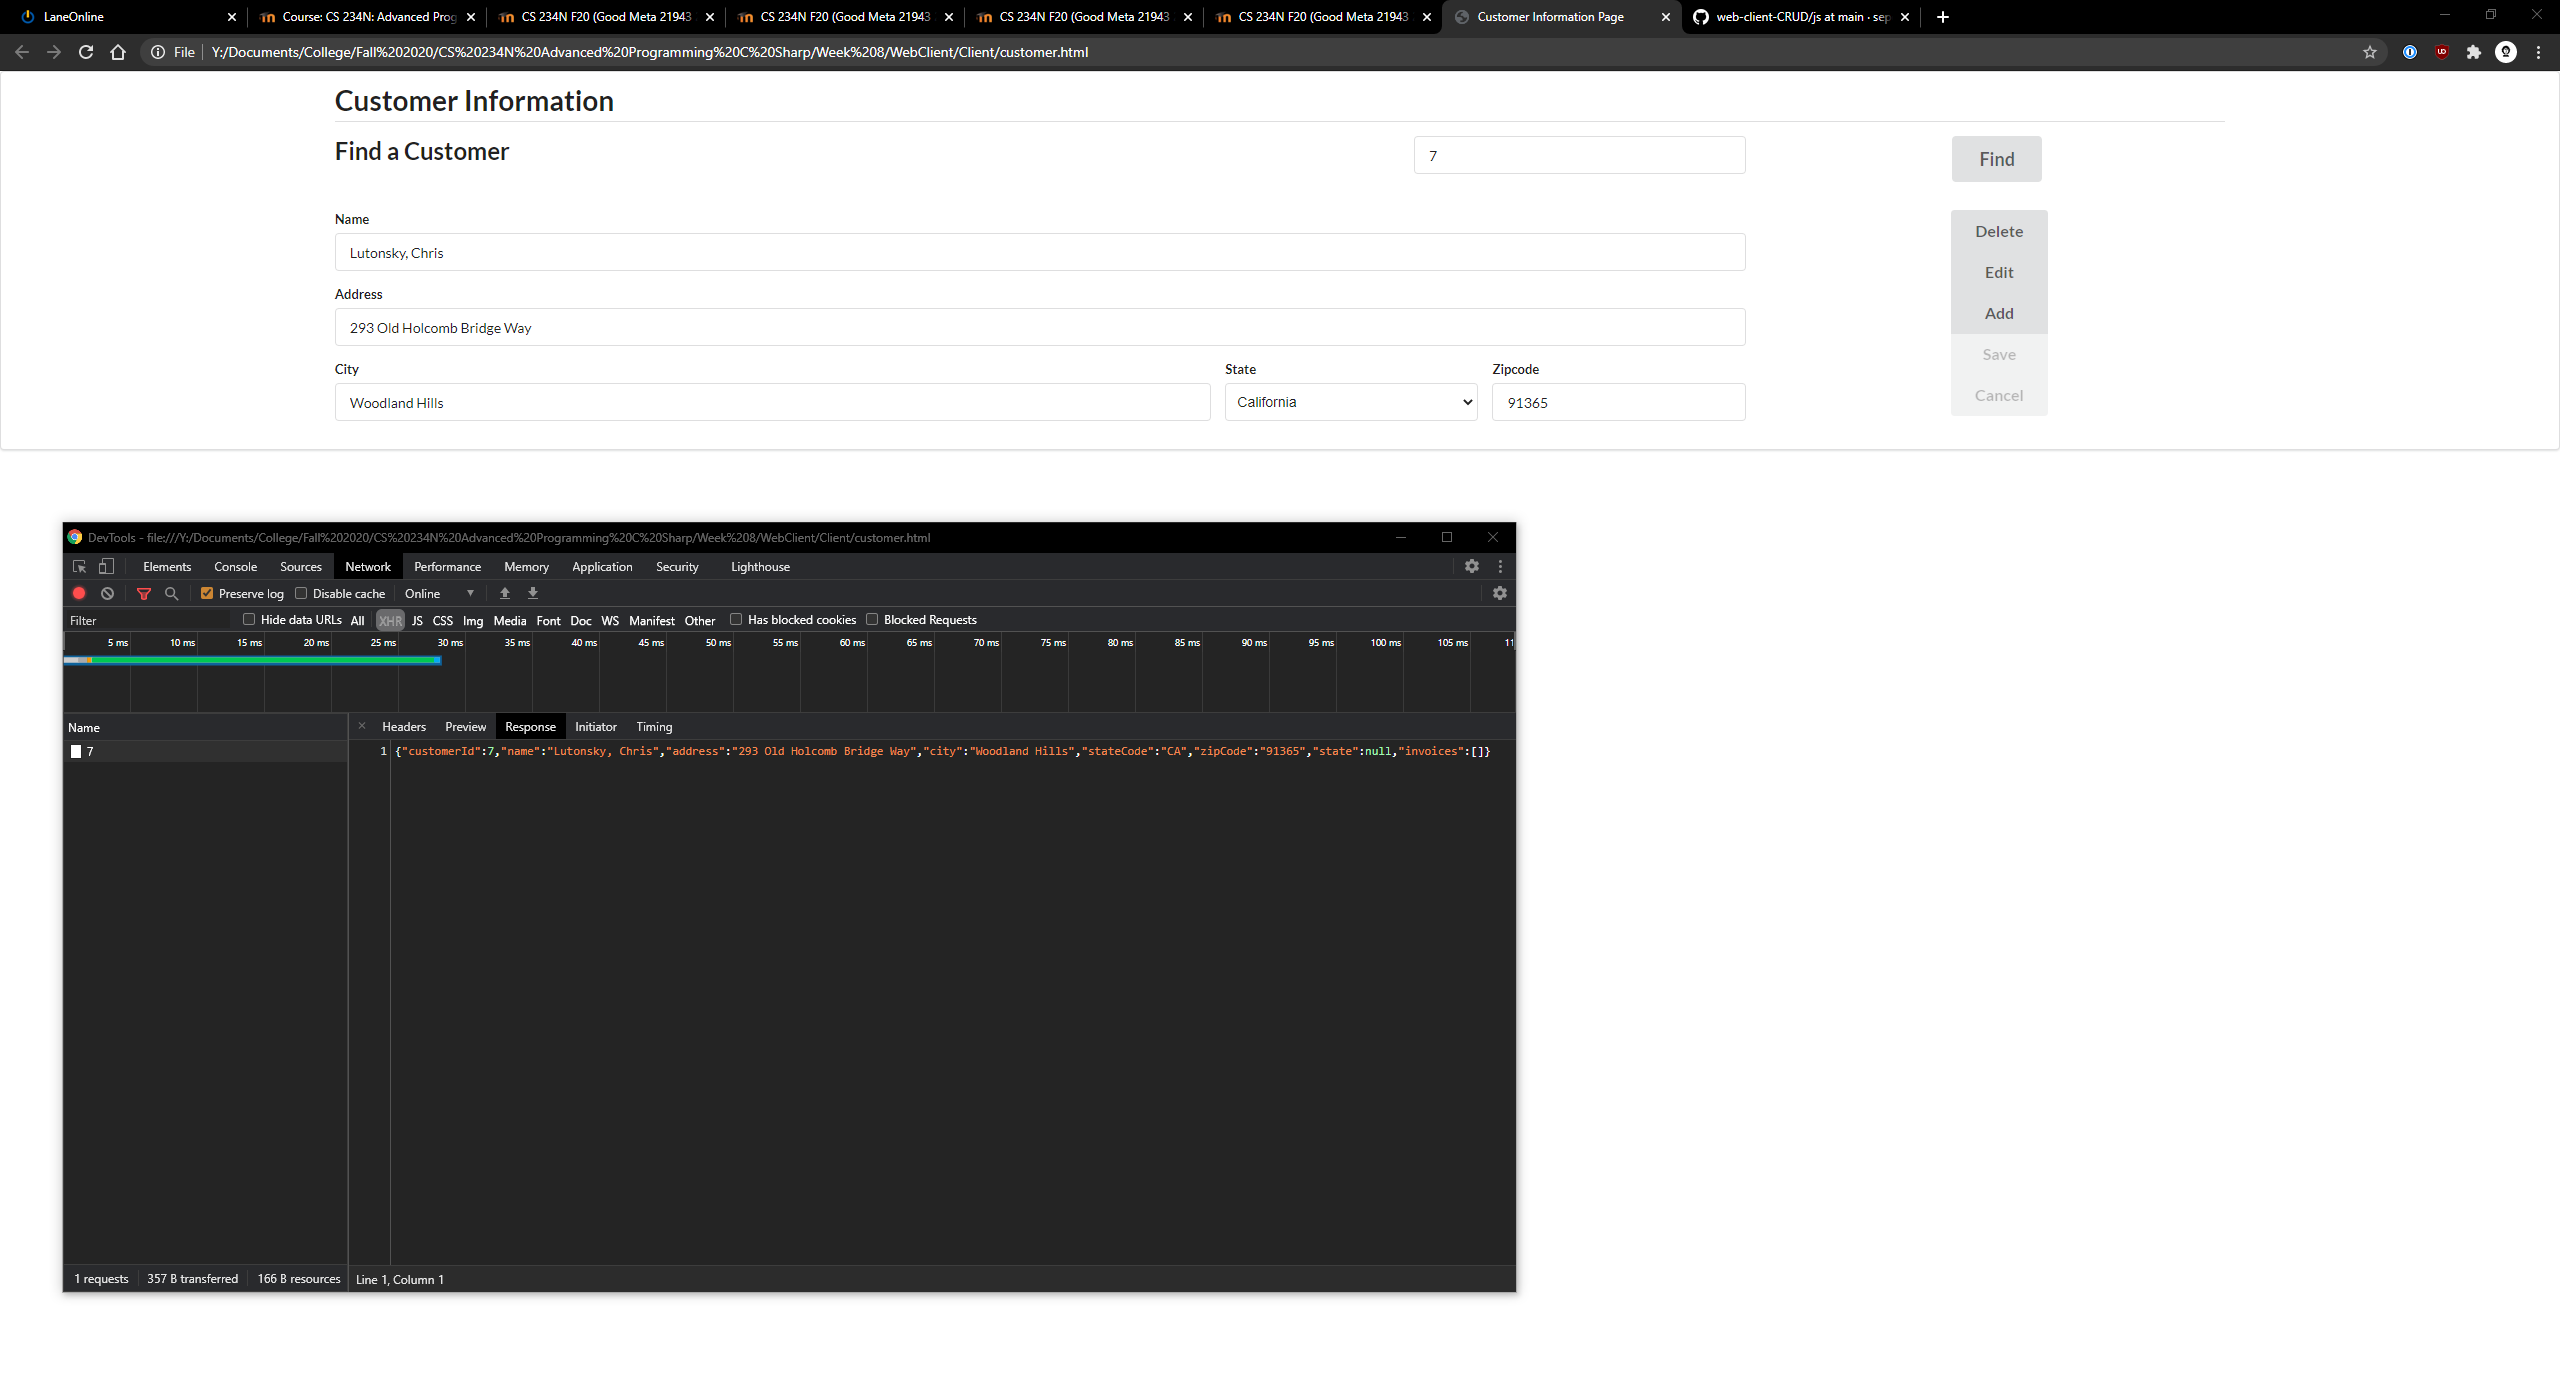 LaneOnline
Course: CS 234N: Advanced Prog
CS 234N F20 (Good Meta 21943
CS 234N F20 (Good Meta 21943
CS 234N F20 (Good Meta 21943
CS 234N F20 (Good Meta 21943
Customer Information Page
web-client-CRUD/js at main · sep
File
Y:/Documents/College/Fall%202020/CS%20234N%20Advanced%20Programming%20C%20Sharp/Week%208/WebClient/Client/customer.html
Customer Information
Find a Customer
7
Find
Name
Lutonsky, Chris
Address
293 Old Holcomb Bridge Way
City
State
Zipcode
Woodland Hills
California
91365
Delete
Edit
Add
Save
Cancel
DevTools - file:///Y:/Documents/College/Fall%202020/CS%20234N%20Advanced%20Programming%20C%20Sharp/Week%208/WebClient/Client/customer.html
Elements Console Sources Network Performance Memory Application Security Lighthouse
Preserve log Disable cache Online
Filter Hide data URLs All XHR JS CSS Img Media Font Doc WS Manifest Other Has blocked cookies Blocked Requests
5 ms 10 ms 15 ms 20 ms 25 ms 30 ms 35 ms 40 ms 45 ms 50 ms 55 ms 60 ms 65 ms 70 ms 75 ms 80 ms 85 ms 90 ms 95 ms 100 ms 105 ms 11
Name
7
Headers Preview Response Initiator Timing
1 {"customerId":7,"name":"Lutonsky, Chris","address":"293 Old Holcomb Bridge Way","city":"Woodland Hills","stateCode":"CA","zipCode":"91365","state":null,"invoices":[]}
1 requests 357 B transferred 166 B resources
Line 1, Column 1